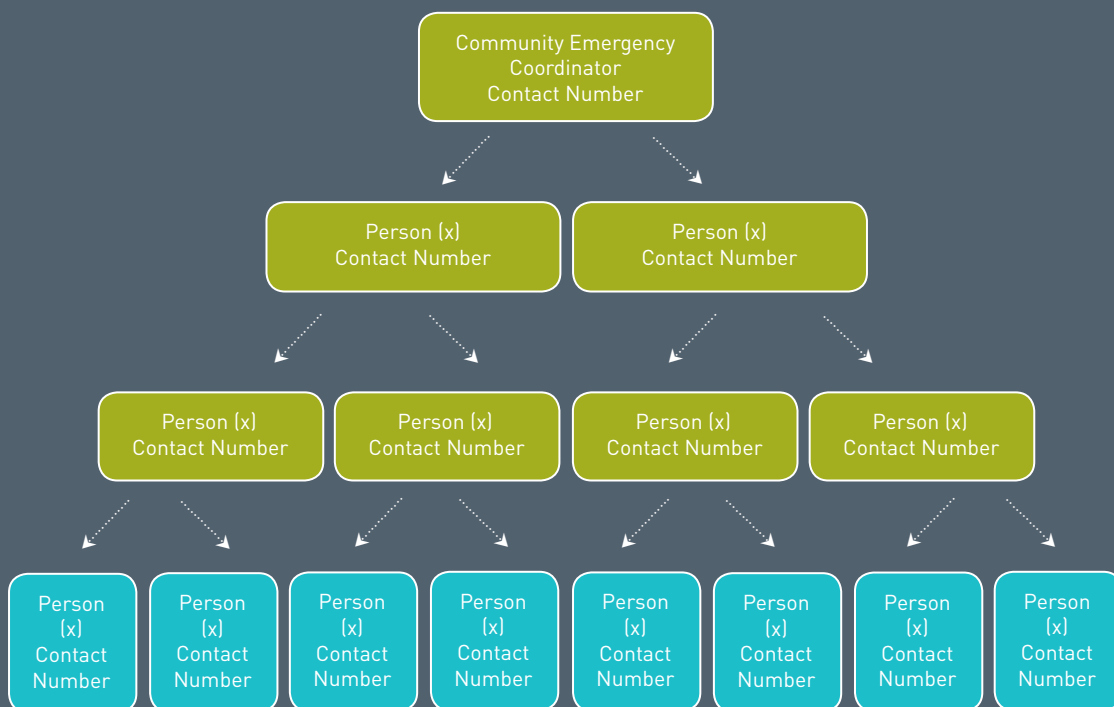 Community Emergency
Coordinator
Contact Number
Person (x)
Contact Number
Person (x)
Contact Number
Person (x)
Contact Number
Person (x)
Contact Number
Person (x)
Contact Number
Person (x)
Contact Number
Person
(x)
Contact
Number
Person
(x)
Contact
Number
Person
(x)
Contact
Number
Person
(x)
Contact
Number
Person
(x)
Contact
Number
Person
(x)
Contact
Number
Person
(x)
Contact
Number
Person
(x)
Contact
Number